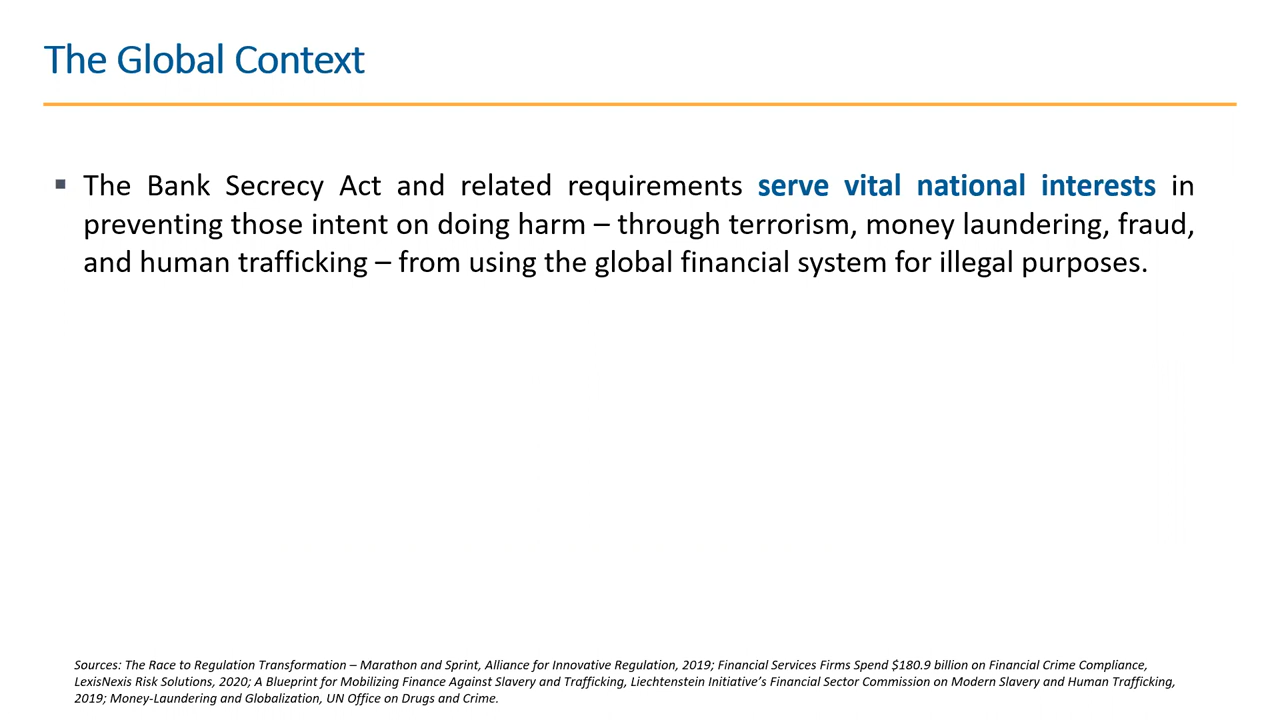 The Global Context
▪ The Bank Secrecy Act and related requirements serve vital national interests in
preventing those intent on doing harm – through terrorism, money laundering, fraud,
and human trafficking – from using the global financial system for illegal purposes.
Sources: The Race to Regulation Transformation – Marathon and Sprint, Alliance for Innovative Regulation, 2019; Financial Services Firms Spend $180.9 billion on Financial Crime Compliance,
LexisNexis Risk Solutions, 2020; A Blueprint for Mobilizing Finance Against Slavery and Trafficking, Liechtenstein Initiative's Financial Sector Commission on Modern Slavery and Human Trafficking,
2019; Money-Laundering and Globalization, UN Office on Drugs and Crime.